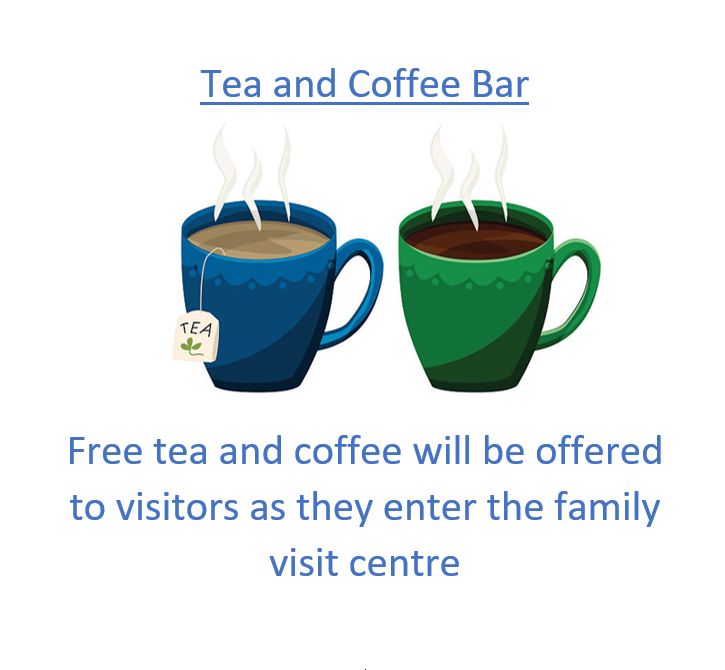 Tea and Coffee Bar
TEA
Free tea and coffee will be offered
to visitors as they enter the family
visit centre